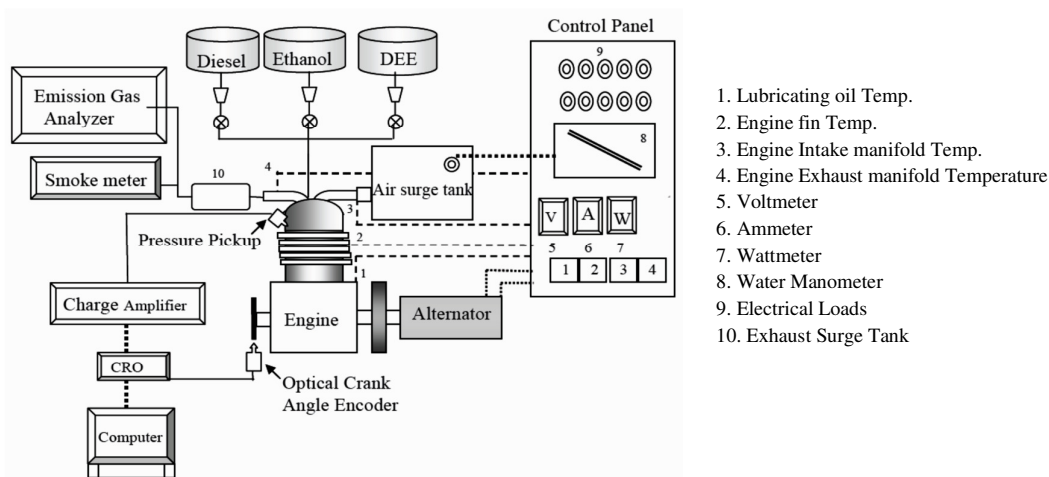 Control Panel
Diesel
Ethanol
DEE
9
Emission Gas
Analyzer
8
Smoke meter
10
4
Air surge tank
3
V
A
W
Pressure Pickup
2
5
6
7
1
1
2
3
4
Charge Amplifier
Engine
Alternator
CRO
Optical Crank
Angle Encoder
Computer
1. Lubricating oil Temp.
2. Engine fin Temp.
3. Engine Intake manifold Temp.
4. Engine Exhaust manifold Temperature
5. Voltmeter
6. Ammeter
7. Wattmeter
8. Water Manometer
9. Electrical Loads
10. Exhaust Surge Tank